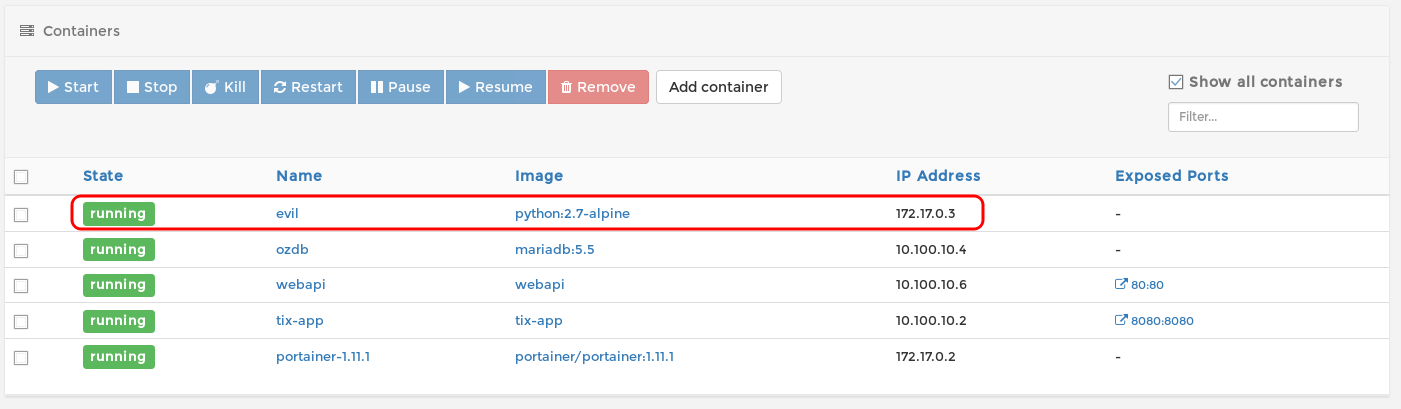 Containers
Start Stop Kill Restart Pause Resume Remove Add container
Show all containers
Filter...
State Name Image IP Address Exposed Ports
running evil python:2.7-alpine 172.17.0.3 -
running ozdb mariadb:5.5 10.100.10.4 -
running webapi webapi 10.100.10.6 80:80
running tix-app tix-app 10.100.10.2 8080:8080
running portainer-1.11.1 portainer/portainer:1.11.1 172.17.0.2 -